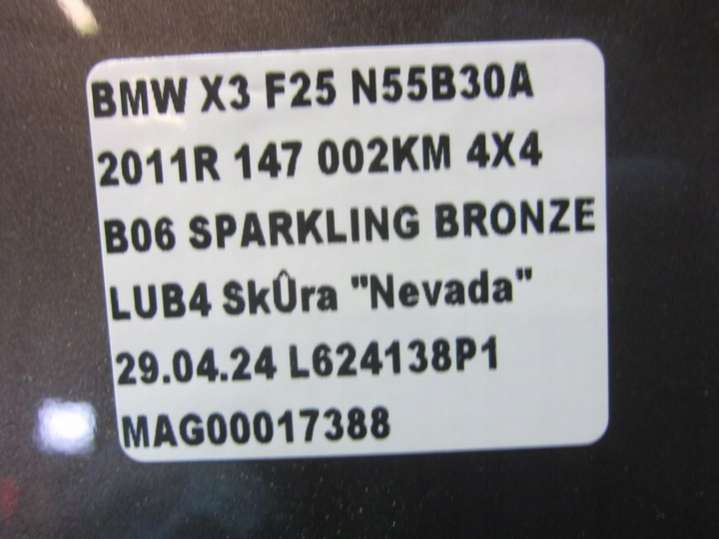 BMW X3 F25 N55B30A
2011R 147 002KM 4X4
B06 SPARKLING BRONZE
LUB4 SkÛra "Nevada"
29.04.24 L624138P1
MAG00017388